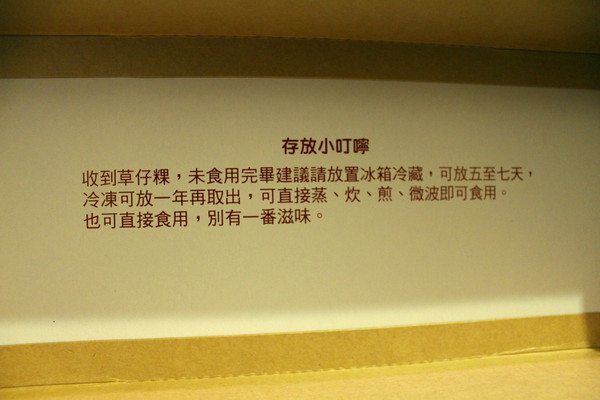 存放小叮嚀
收到草仔粿，未食用完畢建議請放置冰箱冷藏，可放五至七天，
冷凍可放一年再取出，可直接蒸、炊、煎、微波即可食用。
也可直接食用，別有一番滋味。